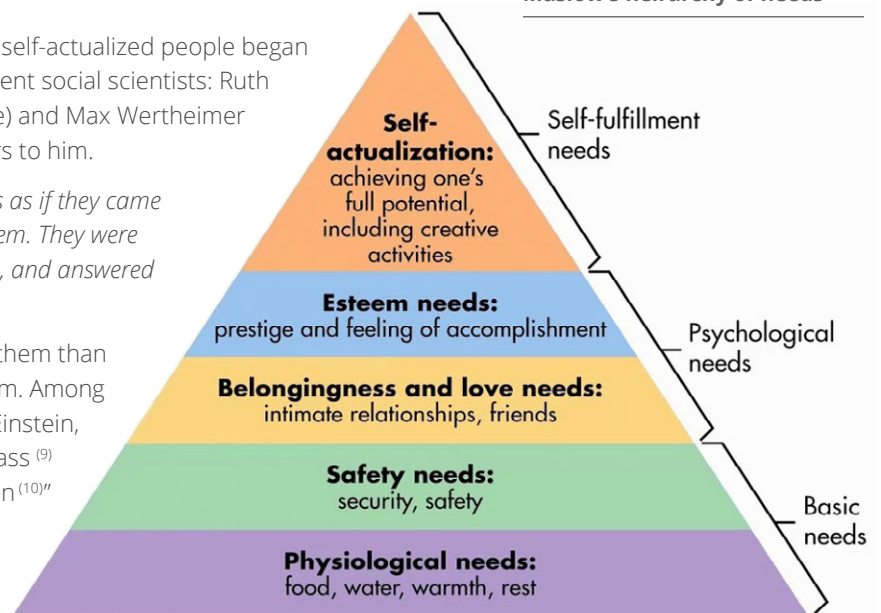 self-actualized people began
ent social scientists: Ruth
e) and Max Wertheimer
rs to him.
s as if they came
em. They were
, and answered
them than
m. Among
Einstein,
ass (9)
n (10)"
Self-
actualization:
achieving one's
full potential,
including creative
activities
Esteem needs:
prestige and feeling of accomplishment
Belongingness and love needs:
intimate relationships, friends
Safety needs:
security, safety
Physiological needs:
food, water, warmth, rest
Self-fulfillment
needs
Psychological
needs
Basic
needs